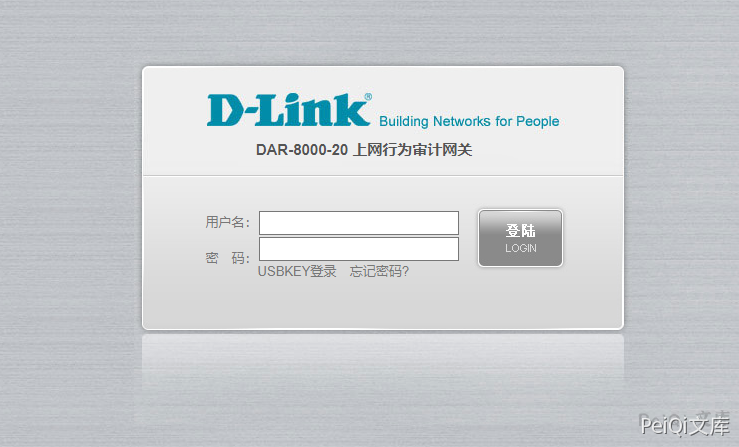 D-Link® Building Networks for People
DAR-8000-20 上网行为审计网关
用户名：
登陆
LOGIN
密　码：
USBKEY登录　忘记密码?
PeiQi文库